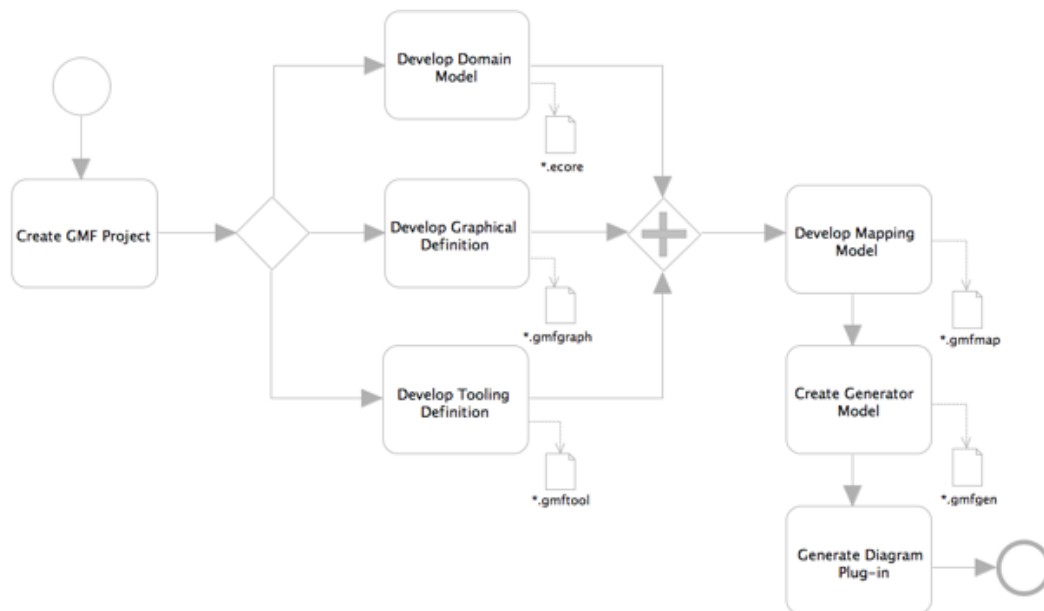 Develop Domain
Model
*.ecore
Create GMF Project
Develop Graphical
Definition
*.gmfgraph
Develop Tooling
Definition
*.gmftool
Develop Mapping
Model
*.gmfmap
Create Generator
Model
*.gmfgen
Generate Diagram
Plug-in